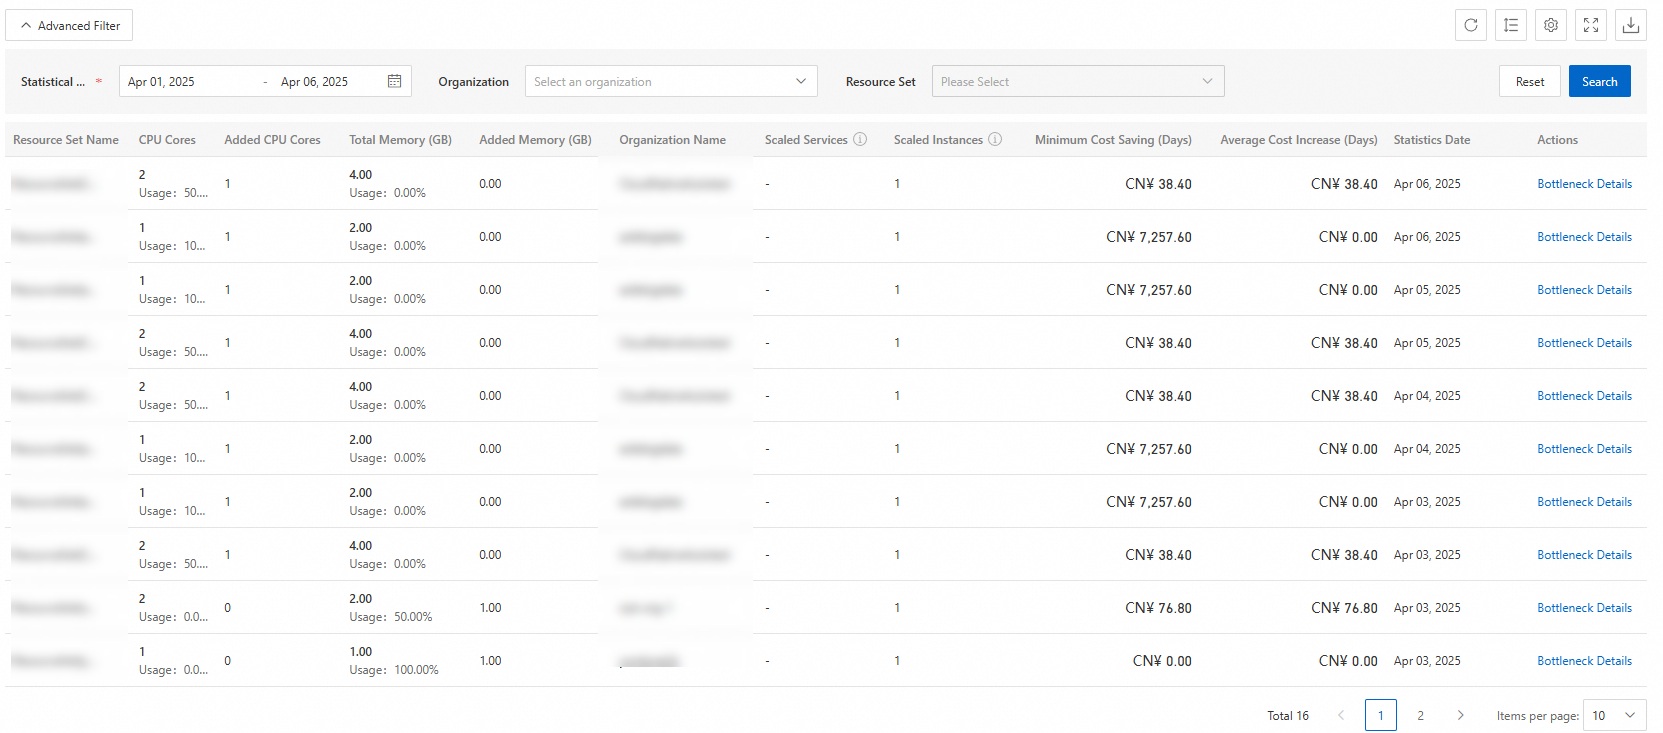 Advanced Filter
Statistical ... * Apr 01, 2025 - Apr 06, 2025 Organization Select an organization Resource Set Please Select Reset Search
Resource Set Name CPU Cores Added CPU Cores Total Memory (GB) Added Memory (GB) Organization Name Scaled Services Scaled Instances Minimum Cost Saving (Days) Average Cost Increase (Days) Statistics Date Actions
2 4.00
1 0.00 - 1 CN¥ 38.40 CN¥ 38.40 Apr 06, 2025 Bottleneck Details
Usage: 50.... Usage: 0.00%
1 2.00
1 0.00 - 1 CN¥ 7,257.60 CN¥ 0.00 Apr 06, 2025 Bottleneck Details
Usage: 10... Usage: 0.00%
1 2.00
1 0.00 - 1 CN¥ 7,257.60 CN¥ 0.00 Apr 05, 2025 Bottleneck Details
Usage: 10... Usage: 0.00%
2 4.00
1 0.00 - 1 CN¥ 38.40 CN¥ 38.40 Apr 05, 2025 Bottleneck Details
Usage: 50.... Usage: 0.00%
2 4.00
1 0.00 - 1 CN¥ 38.40 CN¥ 38.40 Apr 04, 2025 Bottleneck Details
Usage: 50.... Usage: 0.00%
1 2.00
1 0.00 - 1 CN¥ 7,257.60 CN¥ 0.00 Apr 04, 2025 Bottleneck Details
Usage: 10... Usage: 0.00%
1 2.00
1 0.00 - 1 CN¥ 7,257.60 CN¥ 0.00 Apr 03, 2025 Bottleneck Details
Usage: 10... Usage: 0.00%
2 4.00
1 0.00 - 1 CN¥ 38.40 CN¥ 38.40 Apr 03, 2025 Bottleneck Details
Usage: 50.... Usage: 0.00%
2 2.00
0 1.00 - 1 CN¥ 76.80 CN¥ 76.80 Apr 03, 2025 Bottleneck Details
Usage: 0.0... Usage: 50.00%
1 1.00
0 1.00 - 1 CN¥ 0.00 CN¥ 0.00 Apr 03, 2025 Bottleneck Details
Usage: 0.0... Usage: 100.00%
Total 16 1 2 Items per page: 10